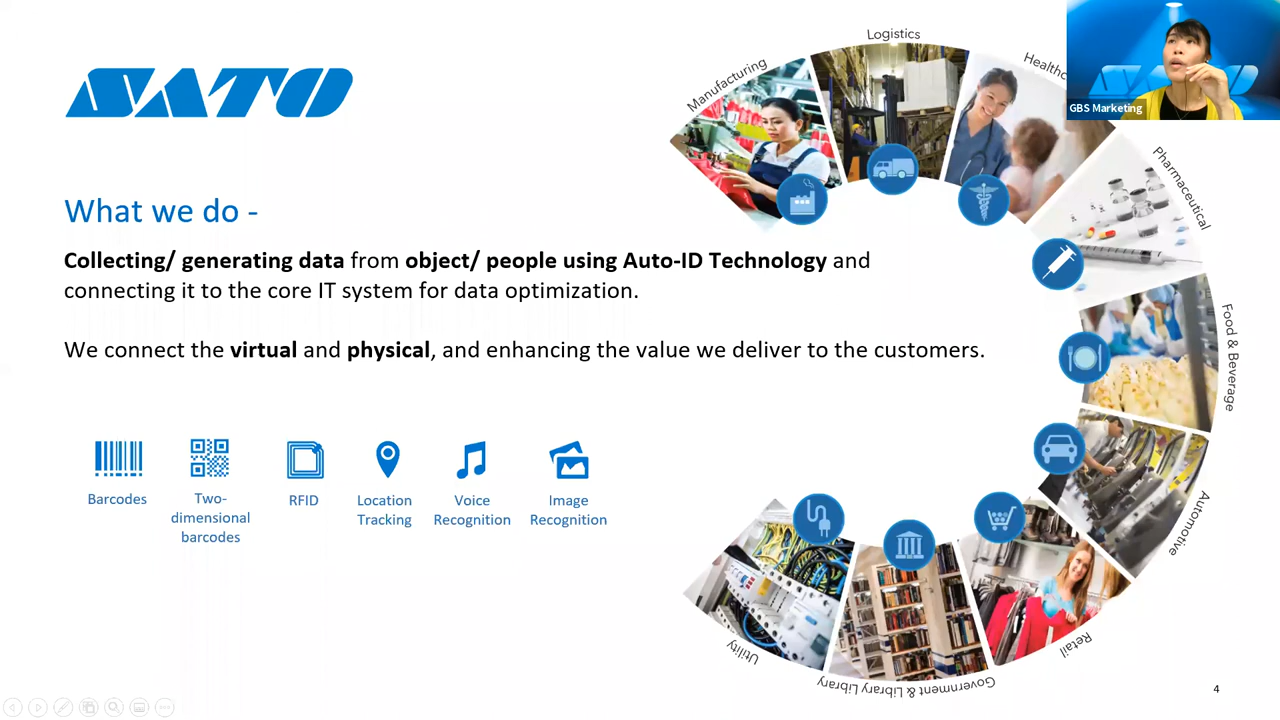 SATO
What we do -
Collecting/ generating data from object/ people using Auto-ID Technology and
connecting it to the core IT system for data optimization.
We connect the virtual and physical, and enhancing the value we deliver to the customers.
Barcodes
Two-
dimensional
barcodes
RFID
Location
Tracking
Voice
Recognition
Image
Recognition
Manufacturing
Logistics
Healthc
Pharmaceutical
Food & Beverage
Automotive
Retail
Government & Library Library
Utility
SATO
GBS Marketing
4